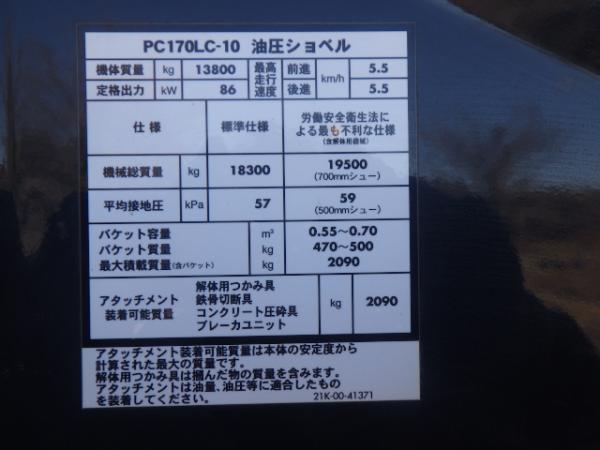 PC170LC-10 油圧ショベル
機体質量 kg 13800 最高走行速度 前進 km/h 5.5
定格出力 kW 86 後進 5.5
仕様 標準仕様 労働安全衛生法による最も不利な仕様
(含解体用機械)
機械総質量 kg 18300 19500
(700mmシュー)
平均接地圧 kPa 57 59
(500mmシュー)
バケット容量 m³ 0.55～0.70
バケット質量 kg 470～500
最大積載質量(含バケット) kg 2090
アタッチメント装着可能質量
解体用つかみ具
鉄骨切断具
コンクリート圧砕具
ブレーカユニット
kg 2090
アタッチメント装着可能質量は本体の安定度から
計算された最大の質量です。
解体用つかみ具は掴んだ物の質量を含みます。
アタッチメントは油量、油圧等に適合したもの
を装着してください。 21K-00-41371